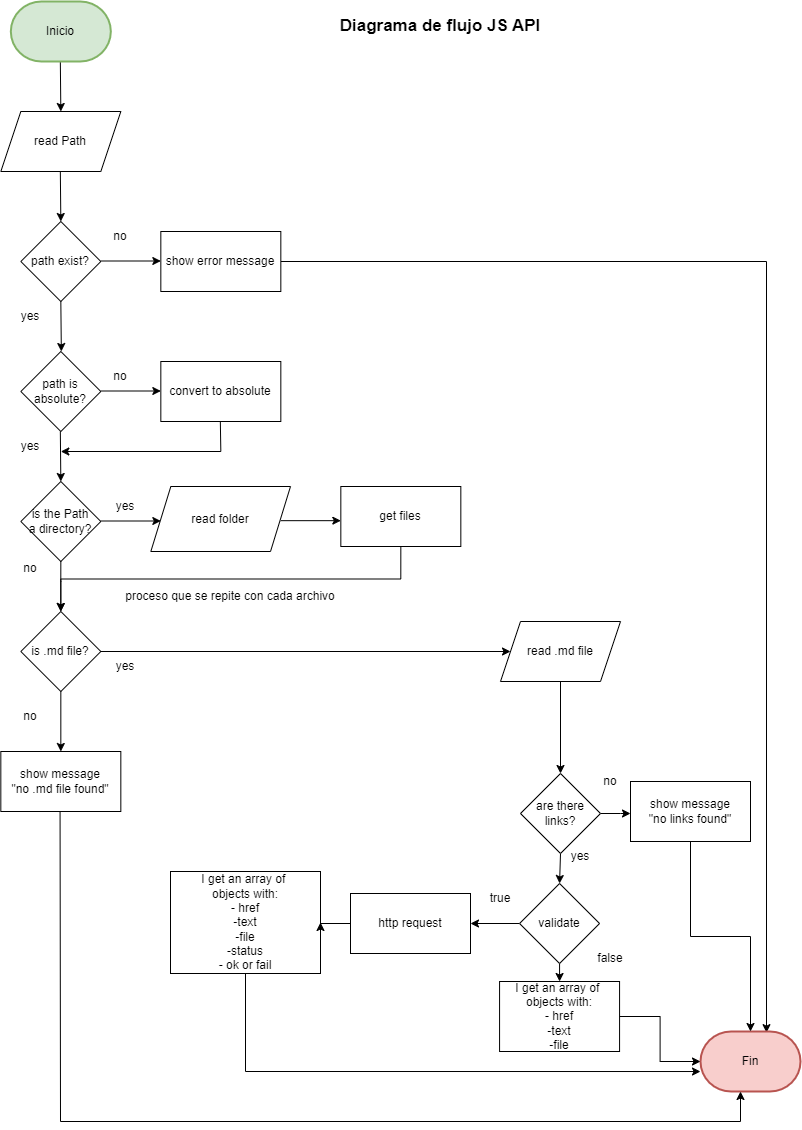 Diagrama de flujo JS API
Inicio
read Path
path exist?
no
show error message
yes
path is
absolute?
no
convert to absolute
yes
is the Path
a directory?
yes
read folder
get files
no
proceso que se repite con cada archivo
is .md file?
yes
read .md file
no
show message
"no .md file found"
are there
links?
no
show message
"no links found"
yes
validate
true
http request
I get an array of
objects with:
- href
-text
-file
-status
- ok or fail
false
I get an array of
objects with:
- href
-text
-file
Fin